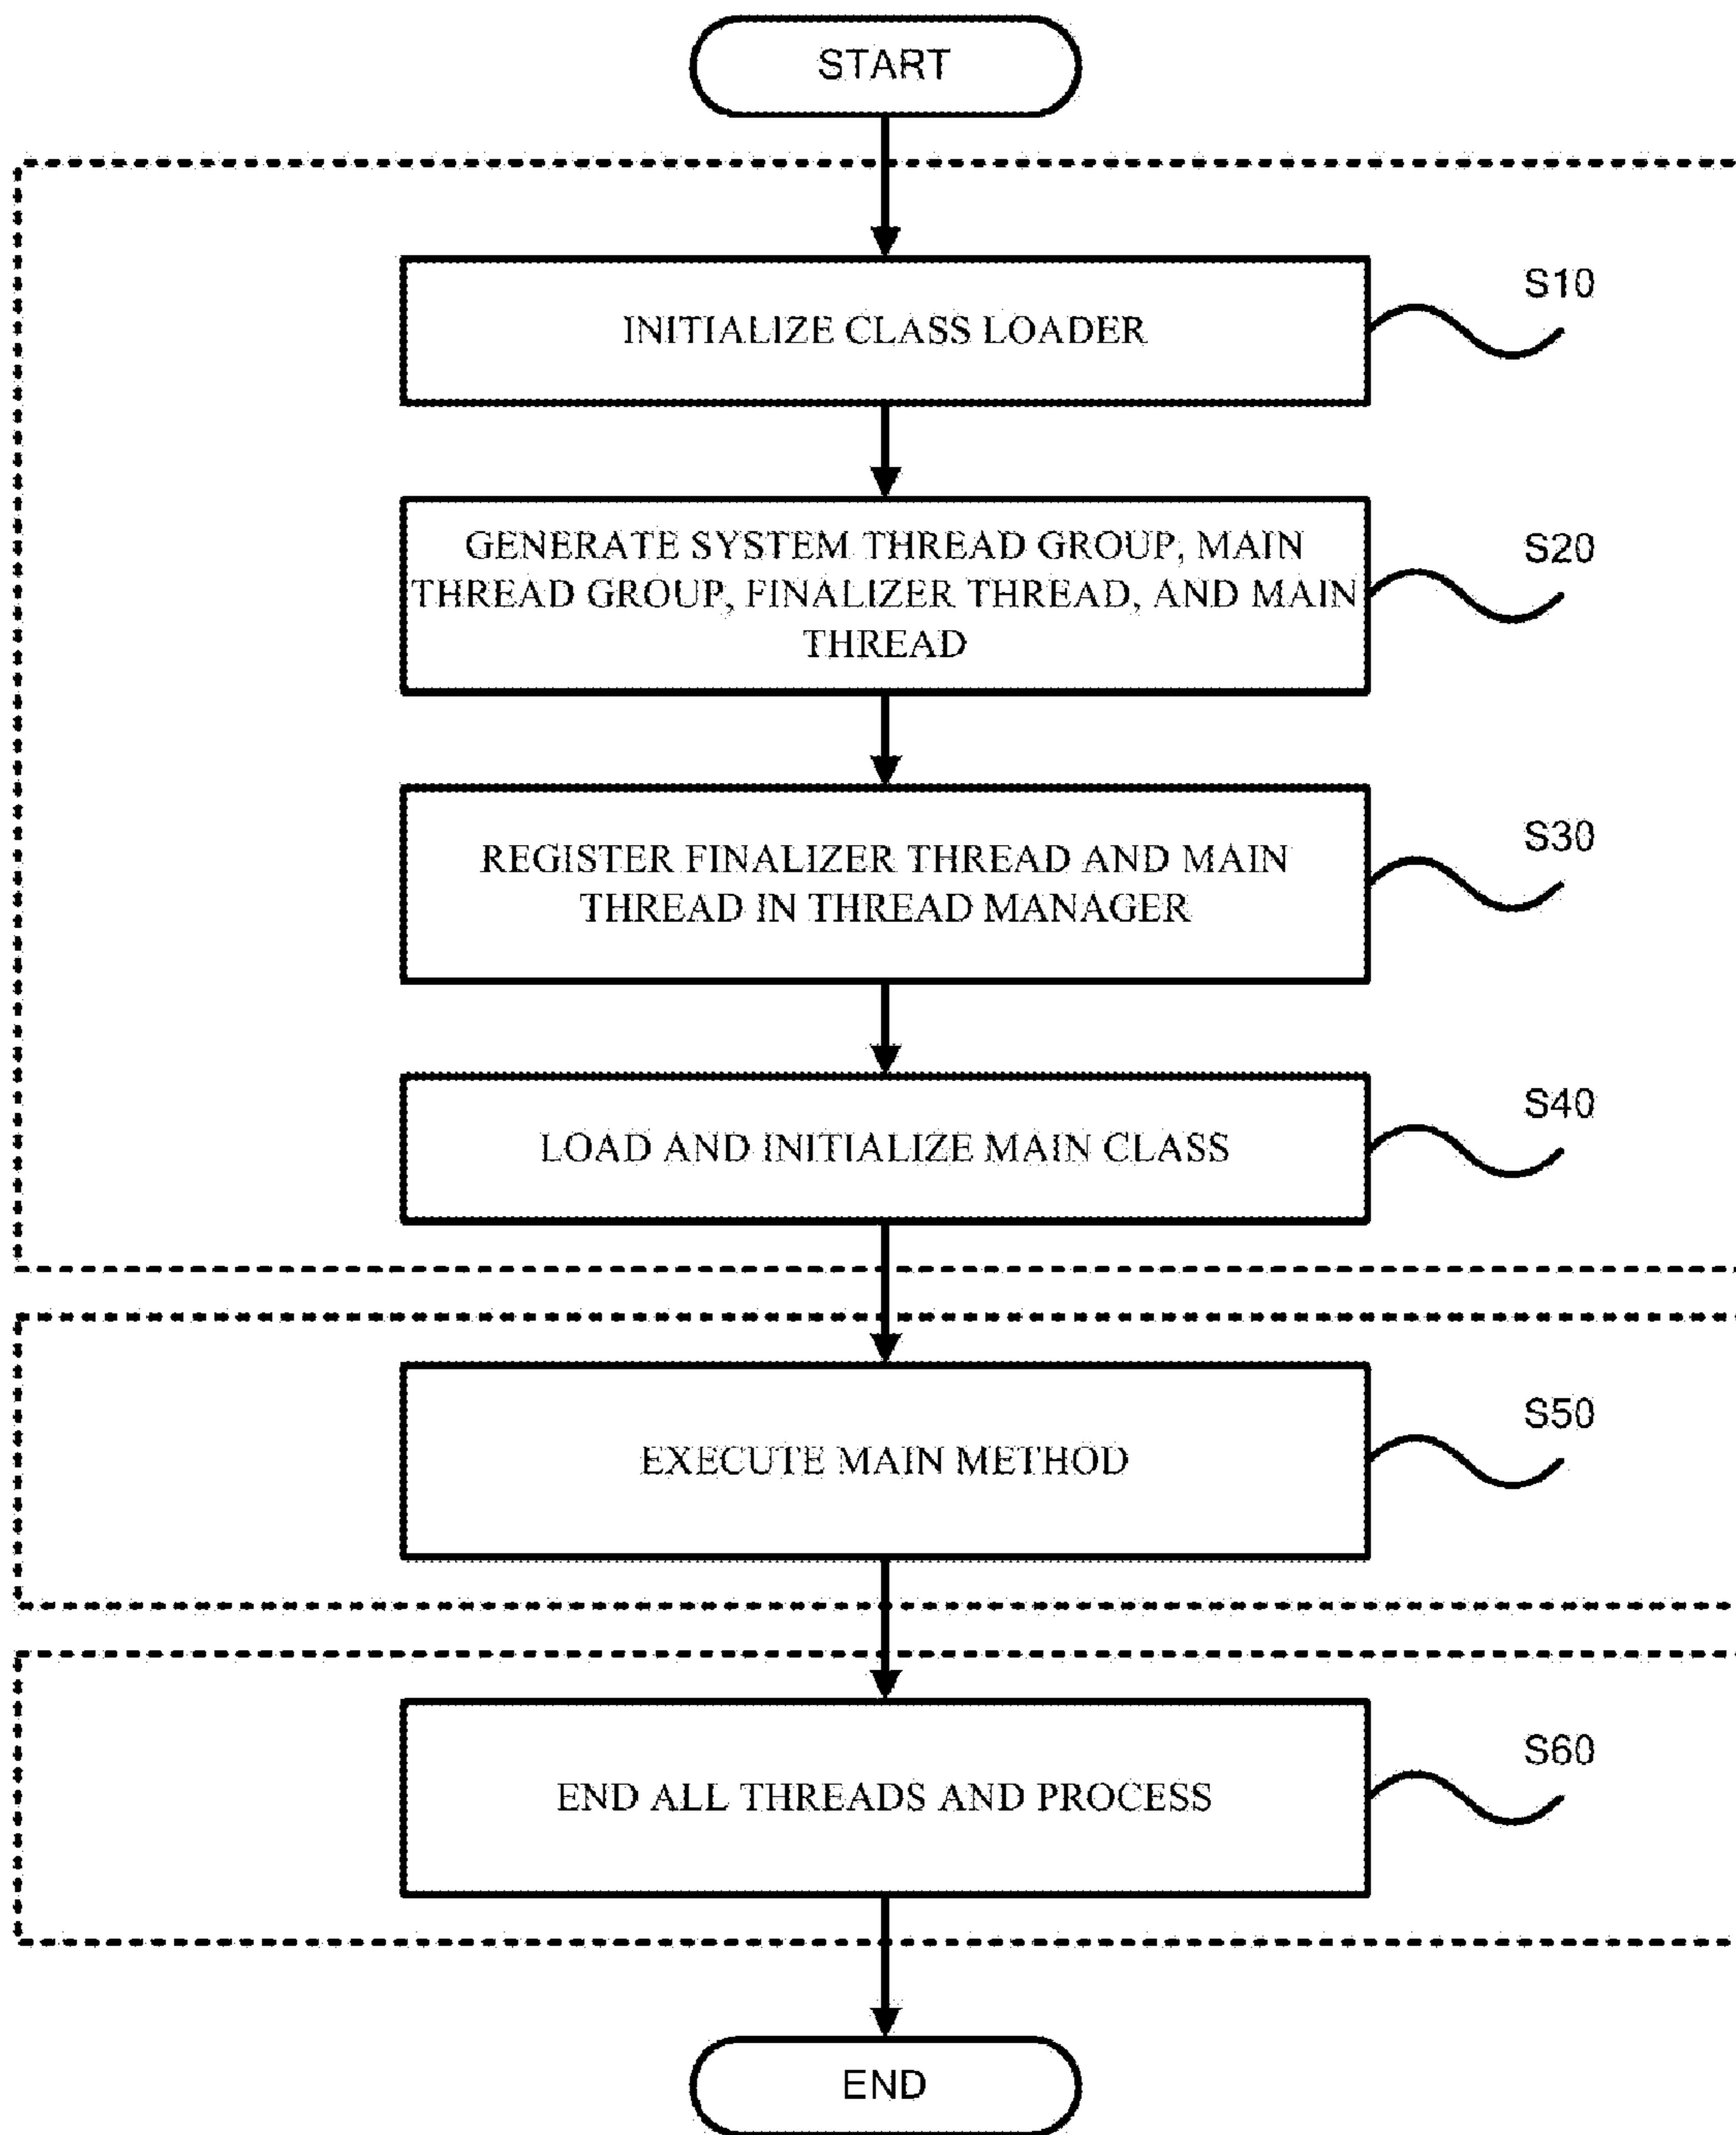 START
INITIALIZE CLASS LOADER
S10
GENERATE SYSTEM THREAD GROUP, MAIN
THREAD GROUP, FINALIZER THREAD, AND MAIN
THREAD
S20
REGISTER FINALIZER THREAD AND MAIN
THREAD IN THREAD MANAGER
S30
LOAD AND INITIALIZE MAIN CLASS
S40
EXECUTE MAIN METHOD
S50
END ALL THREADS AND PROCESS
S60
END